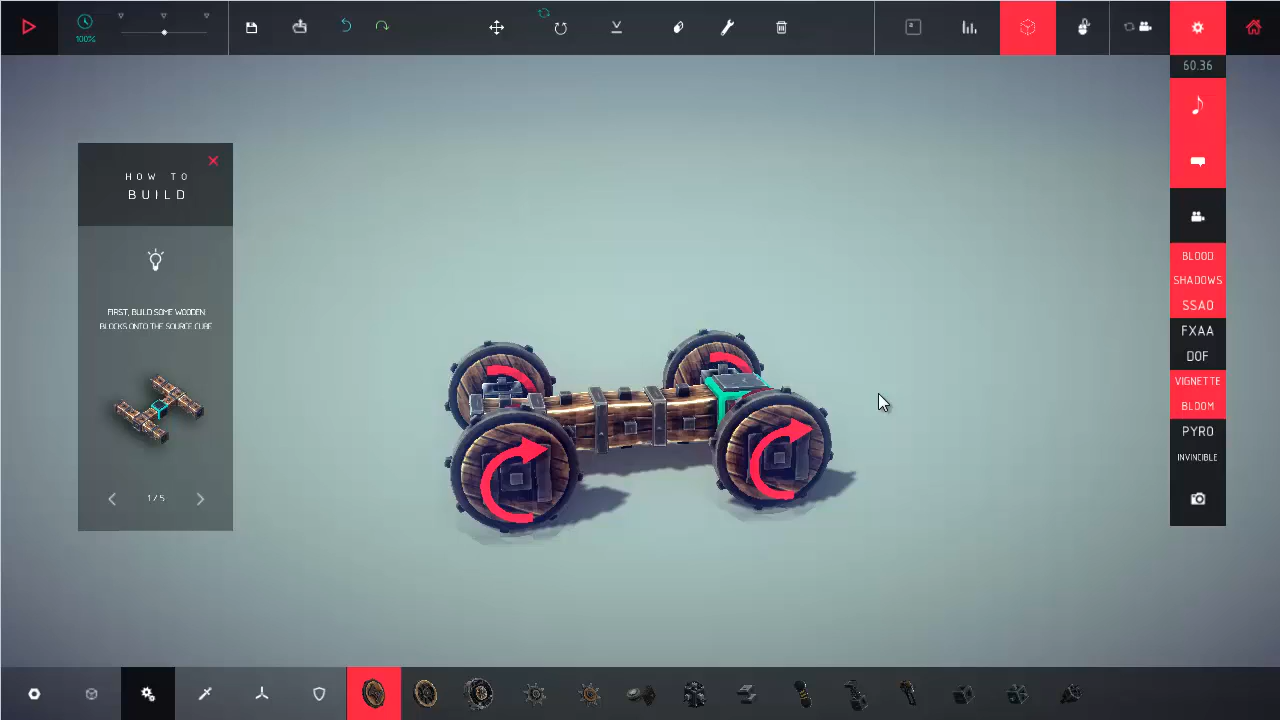 100%
60.36
HOW TO
BUILD
FIRST, BUILD SOME WOODEN
BLOCKS ONTO THE SOURCE CUBE
1/5
BLOOD
SHADOWS
SSAO
FXAA
DOF
VIGNETTE
BLOOM
PYRO
INVINCIBLE